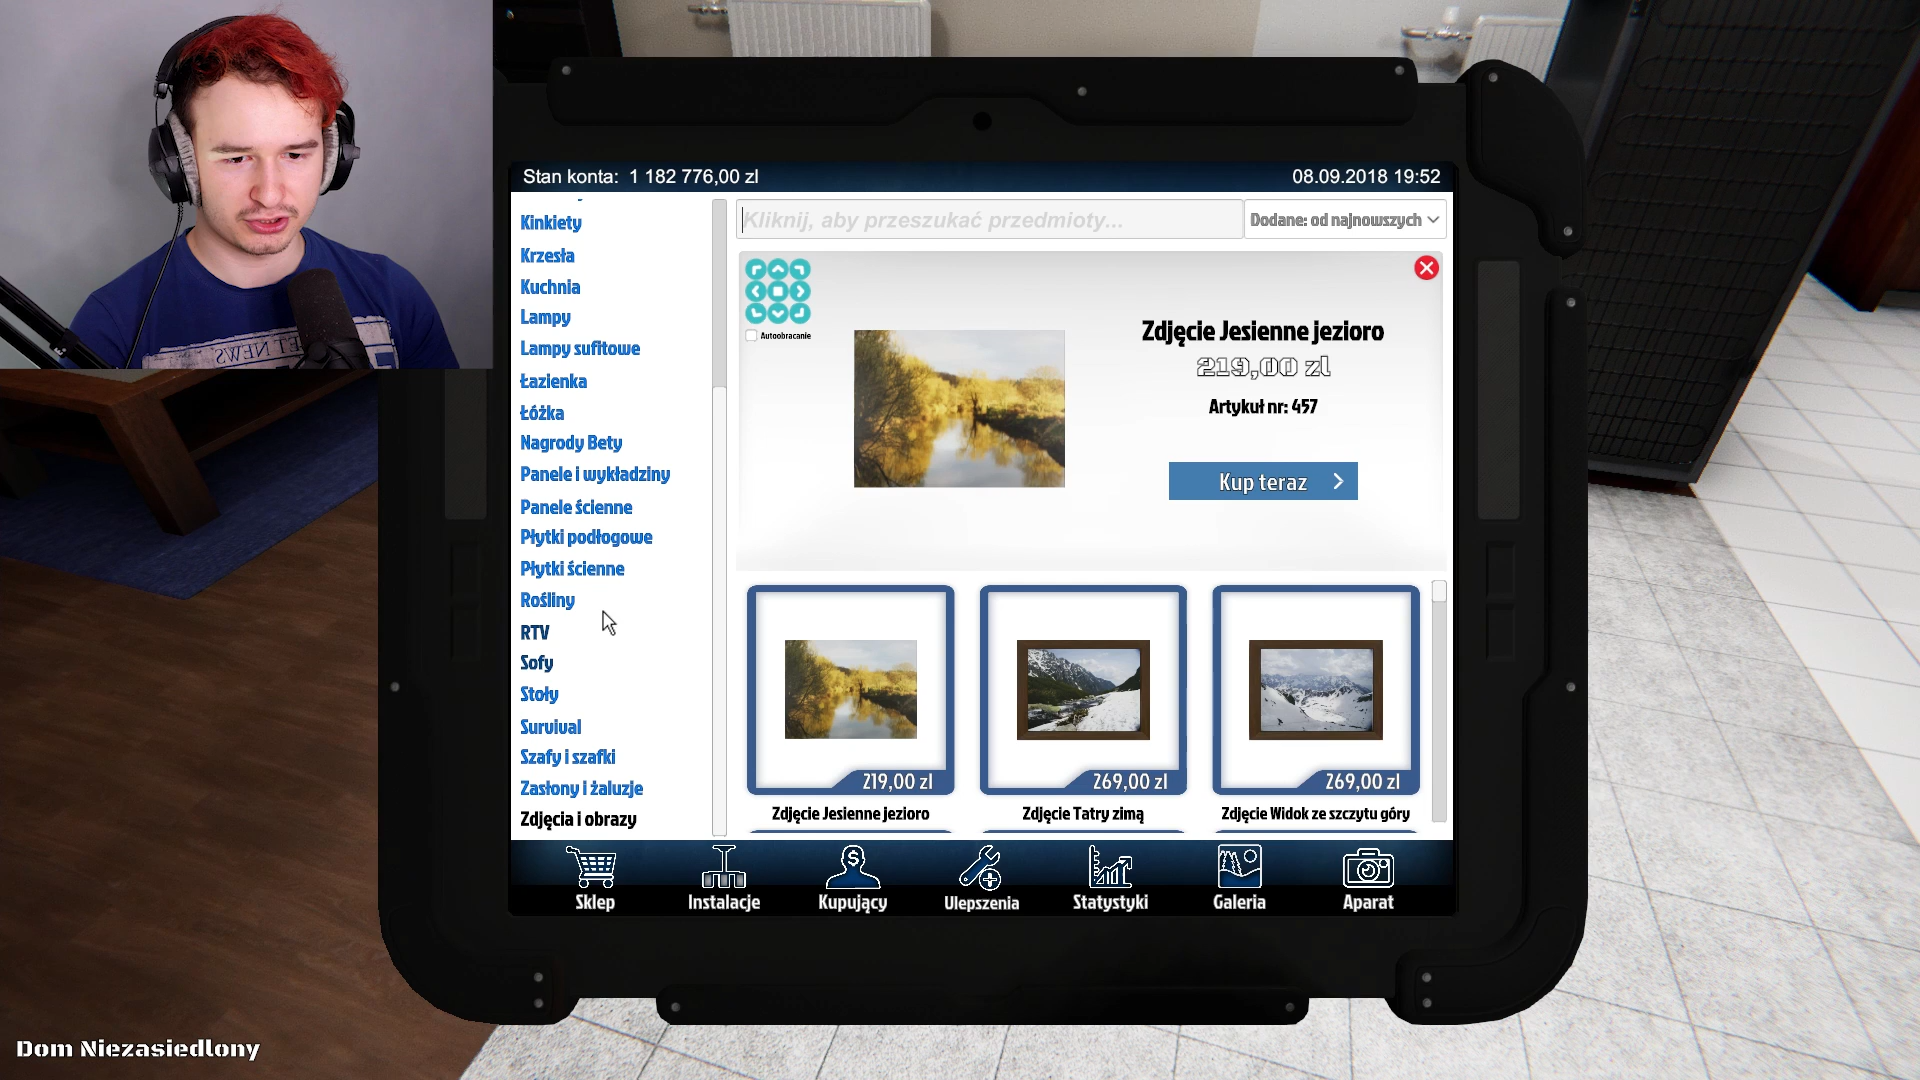 Stan konta: 1 182 776,00 zl
08.09.2018 19:52
Kinkiety
Krzesła
Kuchnia
Lampy
Lampy sufitowe
Łazienka
Łóżka
Nagrody Bety
Panele i wykładziny
Panele ścienne
Płytki podłogowe
Płytki ścienne
Rośliny
RTV
Sofy
Stoły
Survival
Szafy i szafki
Zasłony i żaluzje
Zdjęcia i obrazy
Kliknij, aby przeszukać przedmioty...
Dodane: od najnowszych
Autoobracanie
Zdjęcie Jesienne jezioro
219,00 zl
Artykuł nr: 457
Kup teraz
219,00 zl
269,00 zl
269,00 zl
Zdjęcie Jesienne jezioro
Zdjęcie Tatry zimą
Zdjęcie Widok ze szczytu góry
Sklep
Instalacje
Kupujący
Ulepszenia
Statystyki
Galeria
Aparat
Dom Niezasiedlony